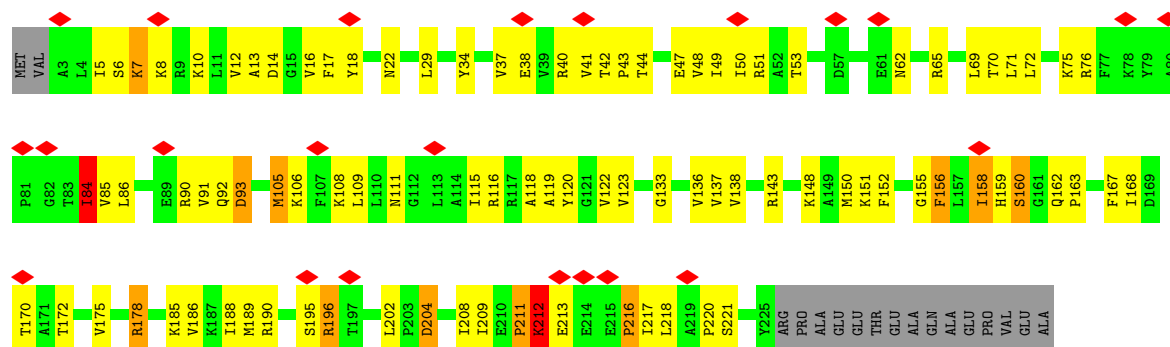 MET VAL A3 L4 I5 S6 K7 K8 R9 K10 L11 V12 A13 D14 G15 V16 F17 Y18 N22 L29 Y34 V37 E38 V39 R40 V41 T42 P43 T44 E47 V48 I49 I50 R51 A52 T53 D57 E61 N62 R65 L69 T70 L71 L72 K75 R76 F77 K78 Y79 A80
P81 G82 T83 I84 V85 L86 E89 R90 V91 Q92 D93 M105 K106 F107 K108 L109 L110 N111 G112 L113 A114 I115 R116 R117 A118 A119 Y120 G121 V122 V123 G133 V136 V137 V138 R143 K148 A149 M150 K151 F152 G155 F156 L157 I158 H159 S160 G161 Q162 P163 F167 I168 D169
T170 A171 T172 V175 R178 K185 V186 K187 I188 M189 R190 S195 R196 T197 L202 P203 D204 I208 I209 E210 P211 K212 E213 E214 E215 P216 I217 L218 A219 P220 S221 Y225 ARG PRO ALA GLU GLU THR GLU ALA GLN ALA GLU PRO VAL GLU ALA